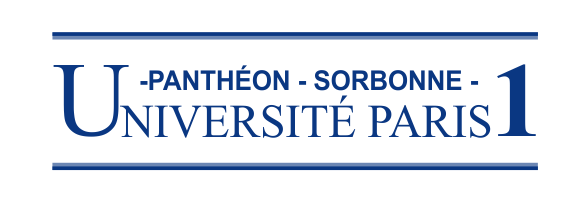 -PANTHÉON - SORBONNE -
UNIVERSITÉ PARIS 1